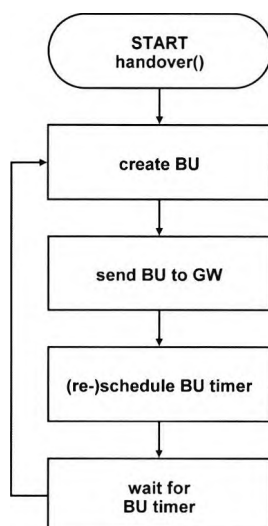 START
handover()
create BU
send BU to GW
(re-)schedule BU timer
wait for
BU timer